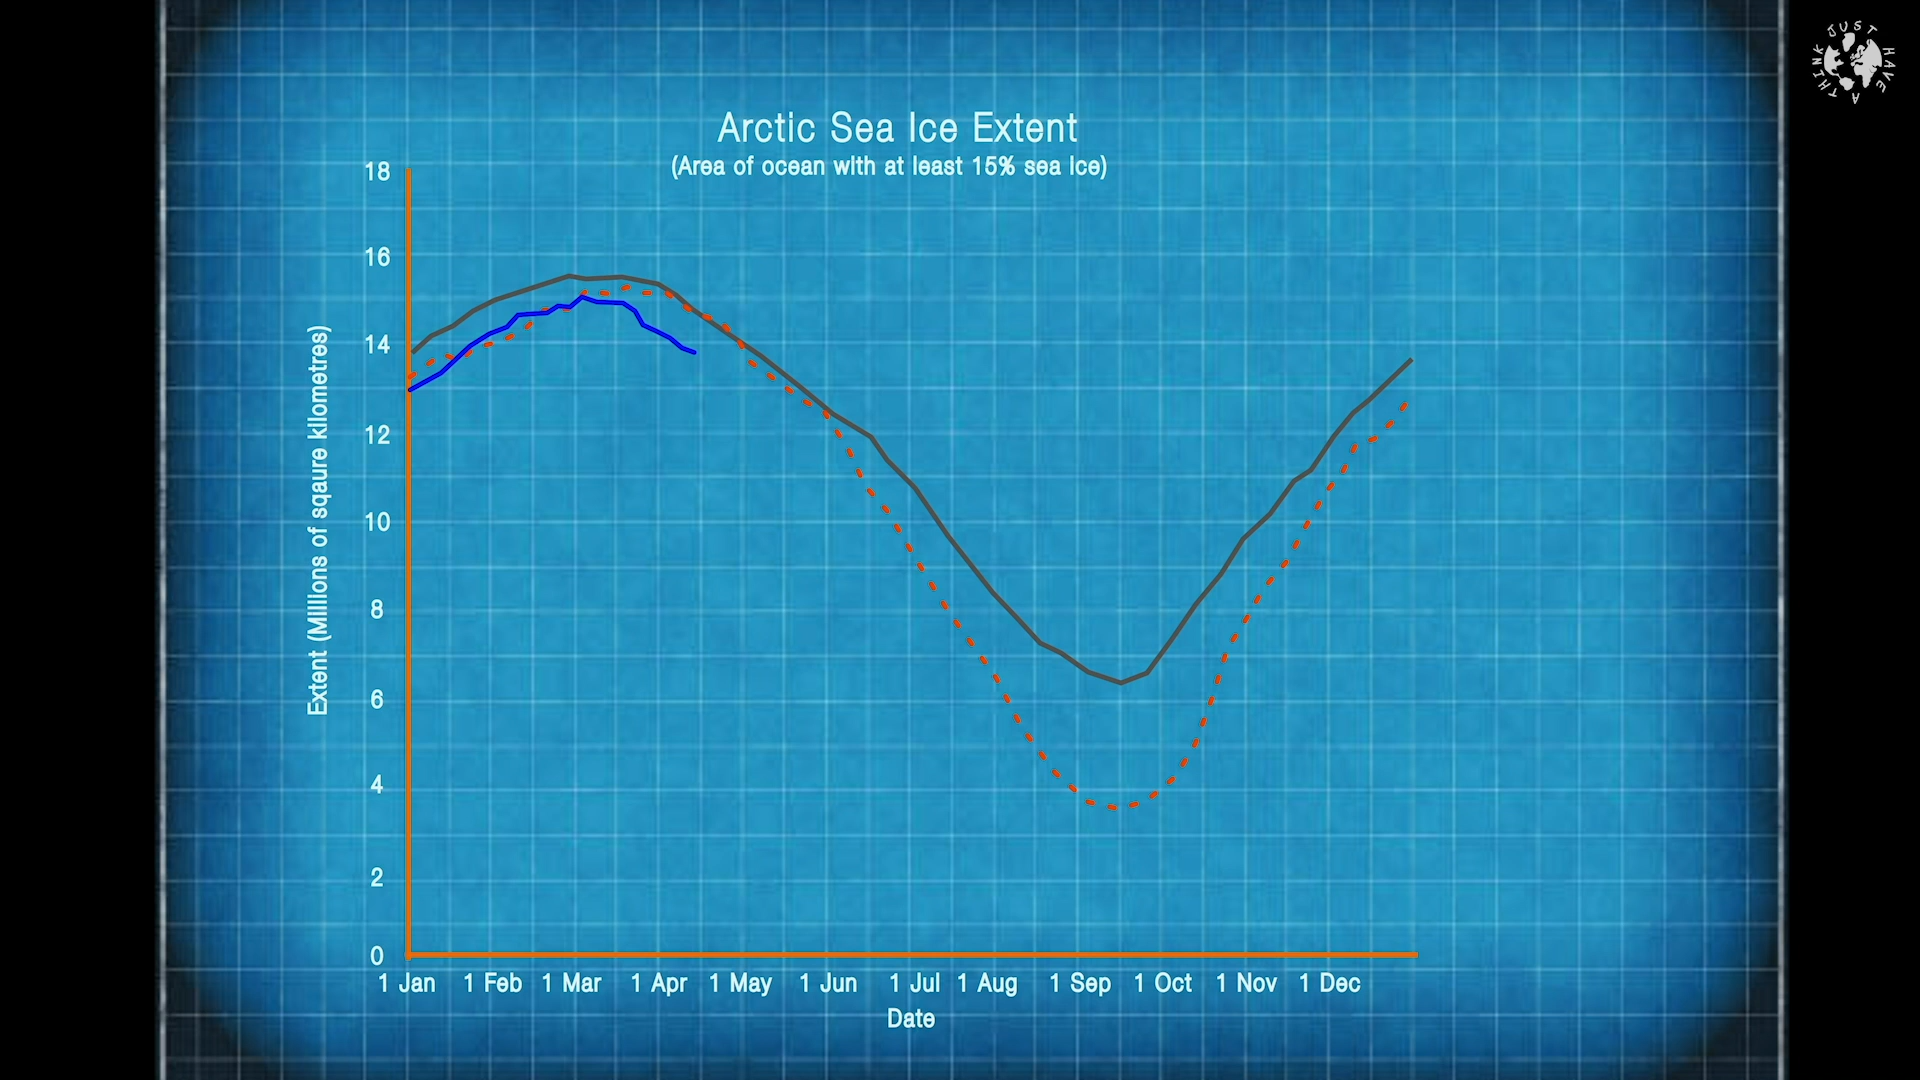 JUST HAVE A THINK
Arctic Sea Ice Extent
(Area of ocean with at least 15% sea ice)
18
16
14
12
10
8
6
4
2
0
Extent (Millions of sqaure kilometres)
1 Jan 1 Feb 1 Mar 1 Apr 1 May 1 Jun 1 Jul 1 Aug 1 Sep 1 Oct 1 Nov 1 Dec
Date